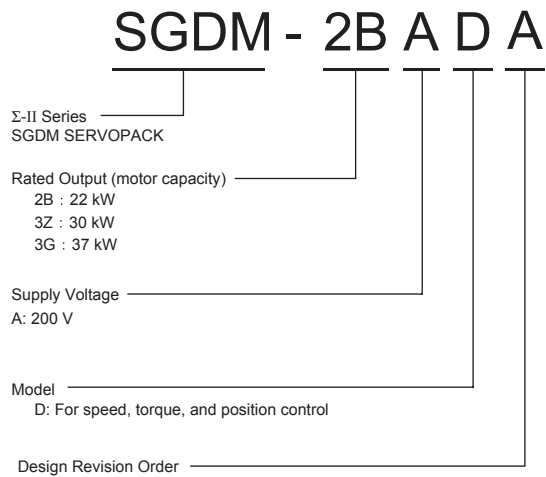 SGDM - 2B A D A
Σ-II Series
SGDM SERVOPACK
Rated Output (motor capacity)
2B : 22 kW
3Z : 30 kW
3G : 37 kW
Supply Voltage
A: 200 V
Model
D: For speed, torque, and position control
Design Revision Order